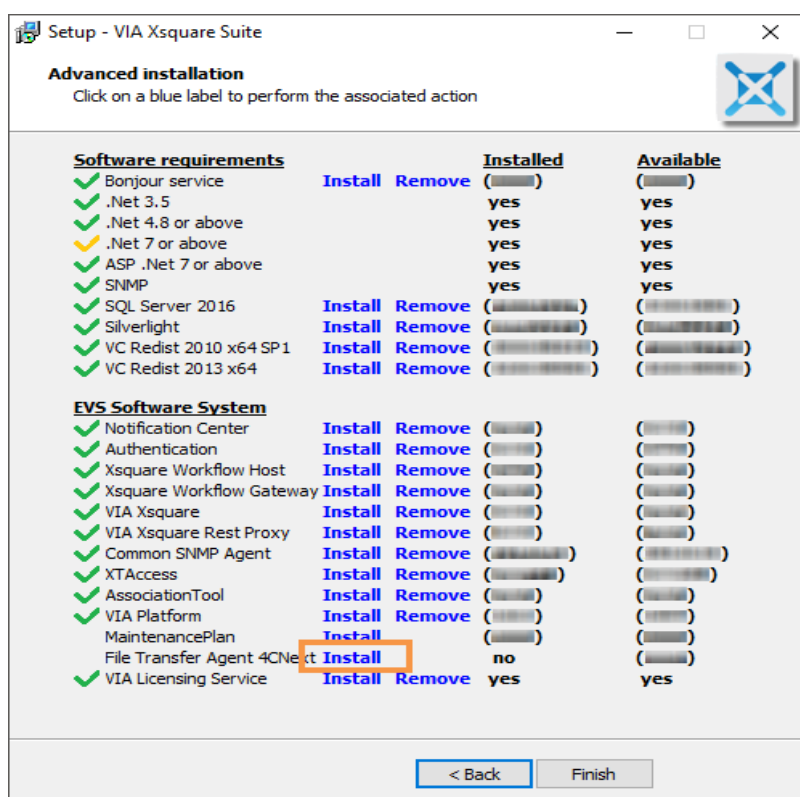 Setup - VIA Xsquare Suite
Advanced installation
Click on a blue label to perform the associated action
Software requirements Installed Available
Bonjour service Install Remove ( ) ( )
.Net 3.5 yes yes
.Net 4.8 or above yes yes
.Net 7 or above yes yes
ASP .Net 7 or above yes yes
SNMP yes yes
SQL Server 2016 Install Remove ( ) ( )
Silverlight Install Remove ( ) ( )
VC Redist 2010 x64 SP1 Install Remove ( ) ( )
VC Redist 2013 x64 Install Remove ( ) ( )
EVS Software System
Notification Center Install Remove ( ) ( )
Authentication Install Remove ( ) ( )
Xsquare Workflow Host Install Remove ( ) ( )
Xsquare Workflow Gateway Install Remove ( ) ( )
VIA Xsquare Install Remove ( ) ( )
VIA Xsquare Rest Proxy Install Remove ( ) ( )
Common SNMP Agent Install Remove ( ) ( )
XTAccess Install Remove ( ) ( )
AssociationTool Install Remove ( ) ( )
VIA Platform Install Remove ( ) ( )
MaintenancePlan Install ( ) ( )
File Transfer Agent 4CNext Install no ( )
VIA Licensing Service Install Remove yes yes
< Back Finish